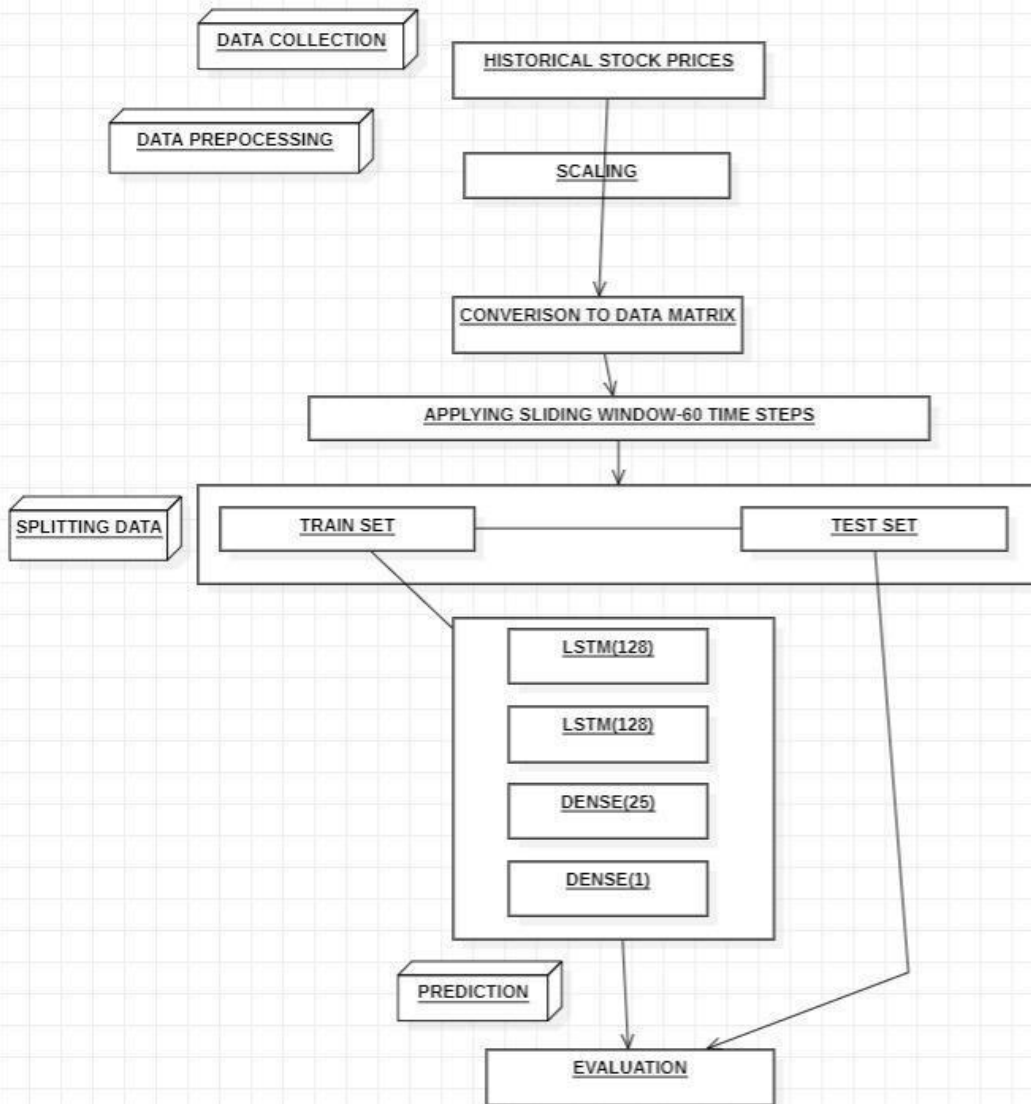 DATA COLLECTION
HISTORICAL STOCK PRICES
DATA PREPOCESSING
SCALING
CONVERISON TO DATA MATRIX
APPLYING SLIDING WINDOW-60 TIME STEPS
SPLITTING DATA
TRAIN SET
TEST SET
LSTM(128)
LSTM(128)
DENSE(25)
DENSE(1)
PREDICTION
EVALUATION